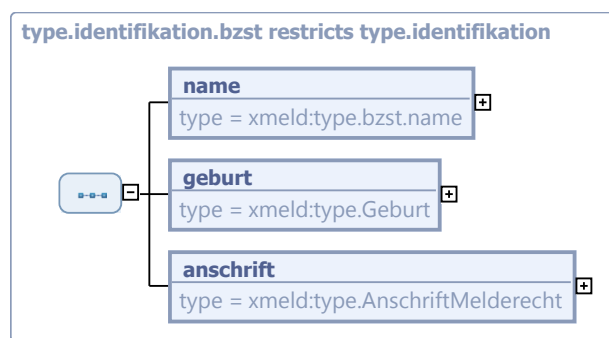 type.identifikation.bzst restricts type.identifikation
name
type = xmeld:type.bzst.name
geburt
type = xmeld:type.Geburt
anschrift
type = xmeld:type.AnschriftMelderecht